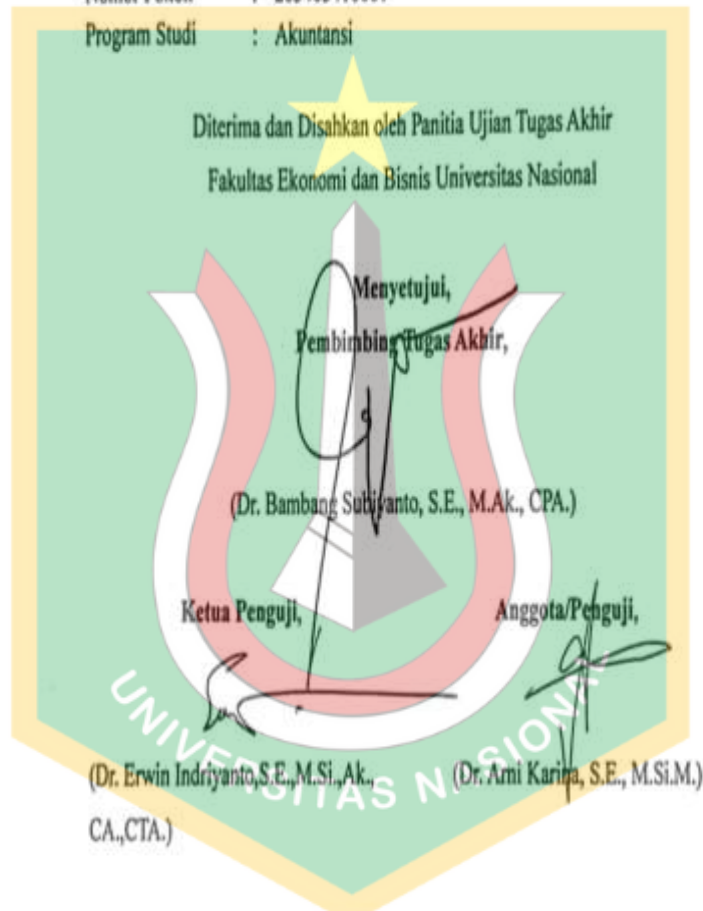 Program Studi : Akuntansi
Diterima dan Disahkan oleh Panitia Ujian Tugas Akhir
Fakultas Ekonomi dan Bisnis Universitas Nasional
Menyetujui,
Pembimbing Tugas Akhir,
(Dr. Bambang Subiyanto, S.E., M.Ak., CPA.)
Ketua Penguji,
Anggota/Penguji,
(Dr. Erwin Indriyanto,S.E.,M.Si.,Ak.,
CA.,CTA.)
(Dr. Arni Karina, S.E., M.Si.M.)
UNIVERSITAS NASIONAL